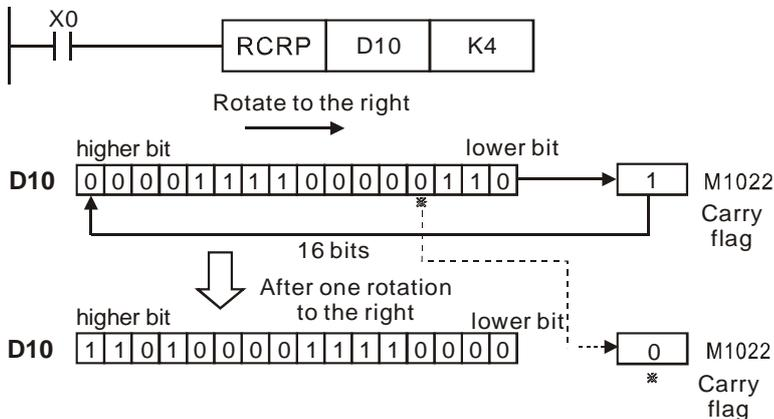 X0
RCRP D10 K4
Rotate to the right
higher bit lower bit
D10 0 0 0 0 1 1 1 1 0 0 0 0 0 1 1 0 1 M1022
※
Carry
flag
16 bits
After one rotation
to the right
higher bit lower bit
D10 1 1 0 1 0 0 0 0 1 1 1 1 0 0 0 0 0 M1022
※
Carry
flag